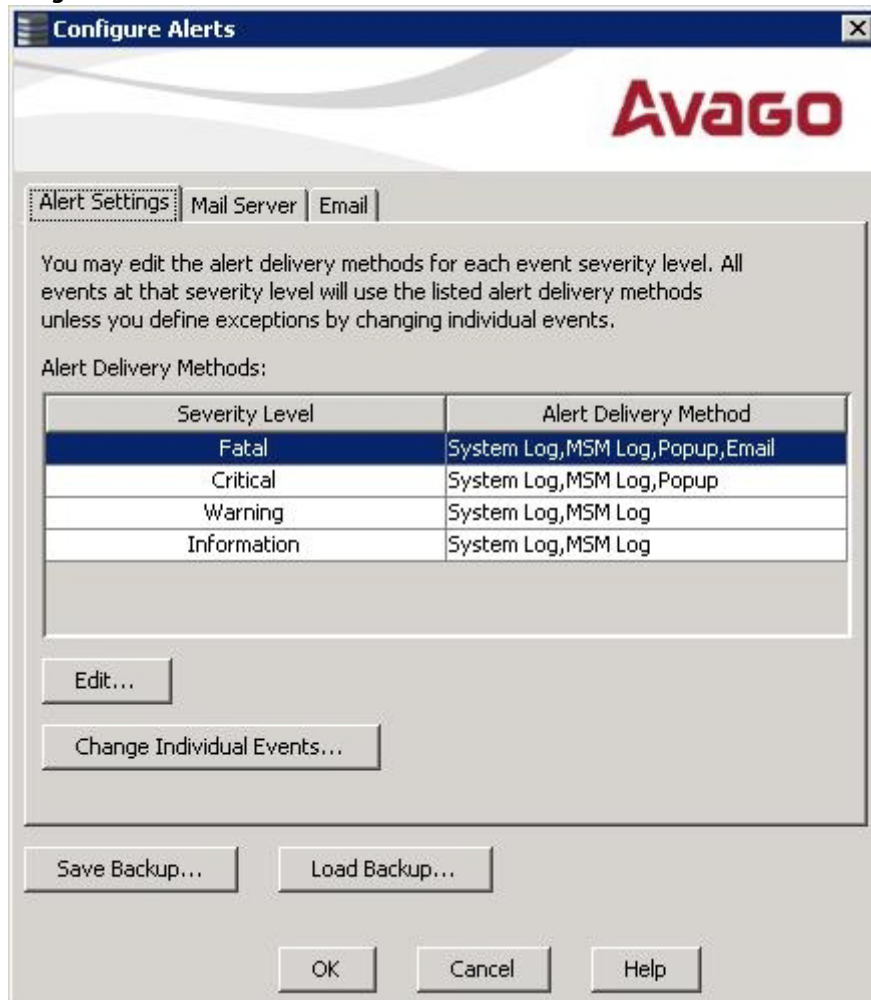 Configure Alerts
AVAGO
Alert Settings Mail Server Email
You may edit the alert delivery methods for each event severity level. All
events at that severity level will use the listed alert delivery methods
unless you define exceptions by changing individual events.
Alert Delivery Methods:
Severity Level Alert Delivery Method
Fatal System Log,MSM Log,Popup,Email
Critical System Log,MSM Log,Popup
Warning System Log,MSM Log
Information System Log,MSM Log
Edit...
Change Individual Events...
Save Backup... Load Backup...
OK Cancel Help